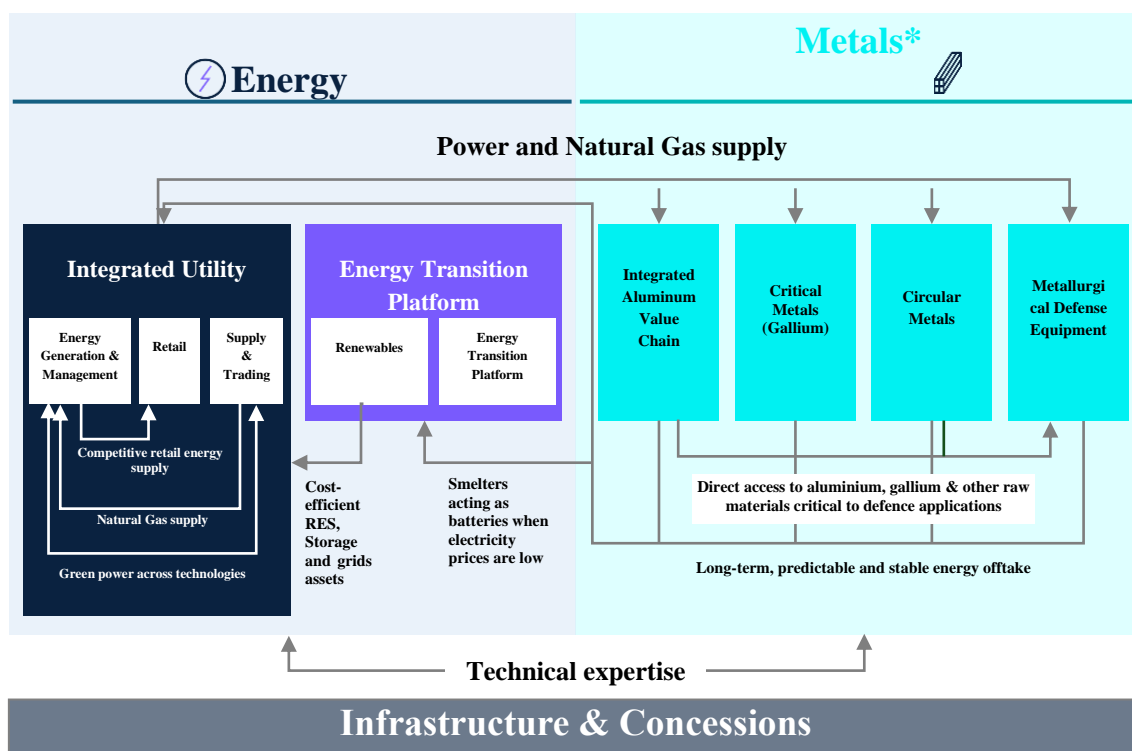 Metals*
Energy
Power and Natural Gas supply
Integrated Utility
Energy
Generation &
Management
Retail
Supply
&
Trading
Competitive retail energy
supply
Natural Gas supply
Green power across technologies
Energy Transition
Platform
Renewables
Energy
Transition
Platform
Cost-
efficient
RES,
Storage
and grids
assets
Smelters
acting as
batteries when
electricity
prices are low
Integrated
Aluminum
Value
Chain
Critical
Metals
(Gallium)
Circular
Metals
Metallurgi
cal Defense
Equipment
Direct access to aluminium, gallium & other raw
materials critical to defence applications
Long-term, predictable and stable energy offtake
Technical expertise
Infrastructure & Concessions